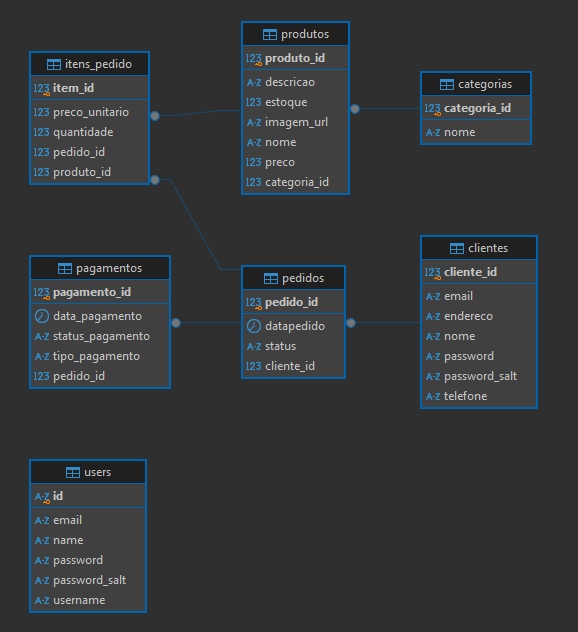 itens_pedido
123 item_id
123 preco_unitario
123 quantidade
123 pedido_id
123 produto_id
produtos
123 produto_id
A-Z descricao
123 estoque
A-Z imagem_url
A-Z nome
123 preco
123 categoria_id
categorias
123 categoria_id
A-Z nome
pagamentos
123 pagamento_id
data_pagamento
A-Z status_pagamento
A-Z tipo_pagamento
123 pedido_id
pedidos
123 pedido_id
datapedido
A-Z status
123 cliente_id
clientes
123 cliente_id
A-Z email
A-Z endereco
A-Z nome
A-Z password
A-Z password_salt
A-Z telefone
users
A-Z id
A-Z email
A-Z name
A-Z password
A-Z password_salt
A-Z username